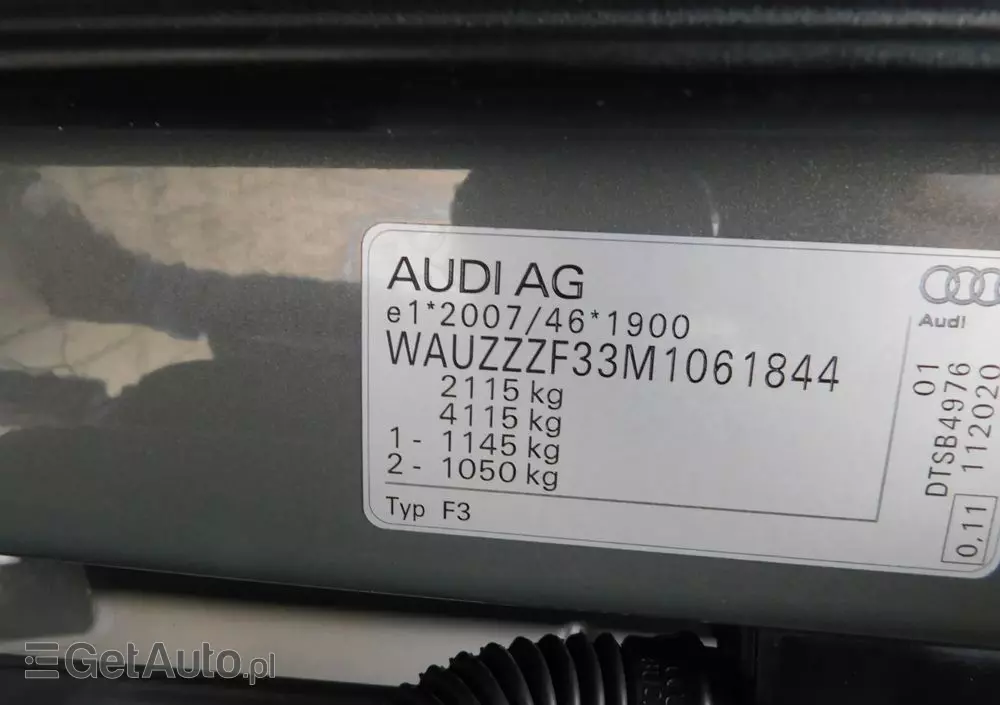 AUDI AG
e1*2007/46*1900
WAUZZZF33M1061844
2115 kg
4115 kg
1 - 1145 kg
2 - 1050 kg
Typ F3
Audi
01
DTSB4976
112020
0,11
GetAuto.pl